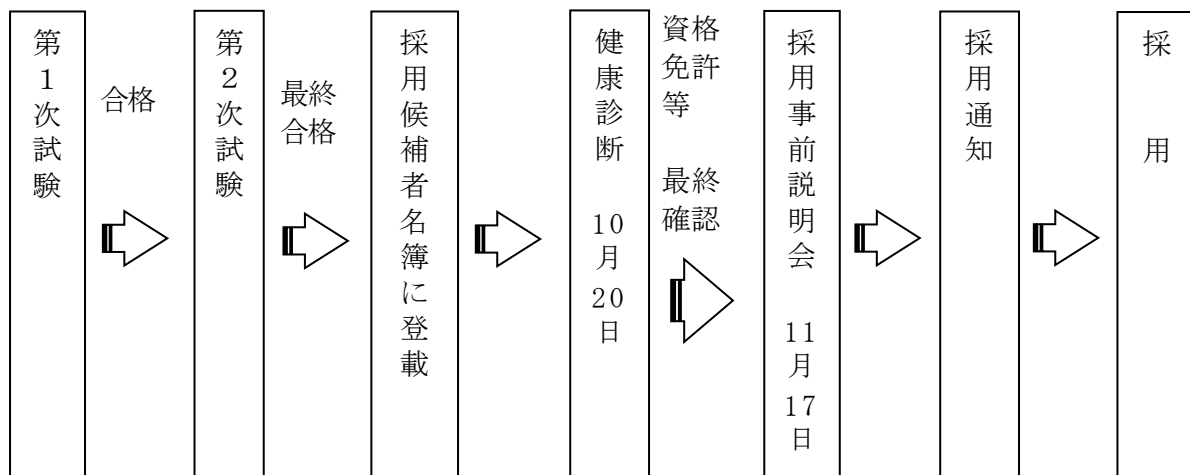 第１次試験
合格
第２次試験
最終
合格
採用候補者名簿に登載
健康診断　10月20日
資格
免許
等
最終
確認
採用事前説明会　11月17日
採用通知
採　用